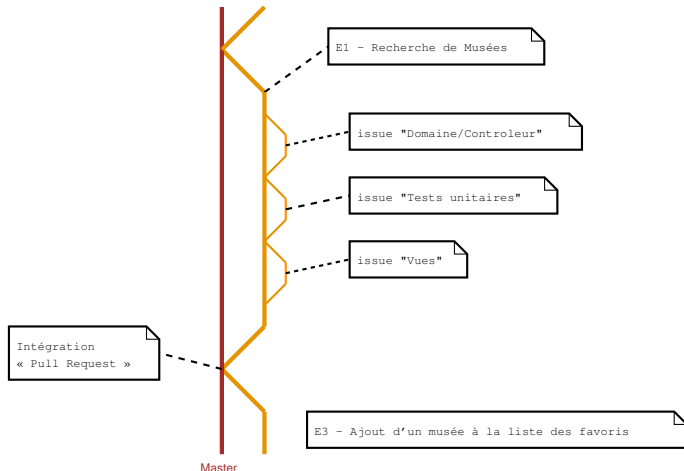 E1 – Recherche de Musées
issue "Domaine/Controleur"
issue "Tests unitaires"
issue "Vues"
Intégration
« Pull Request »
E3 – Ajout d’un musée à la liste des favoris
Master